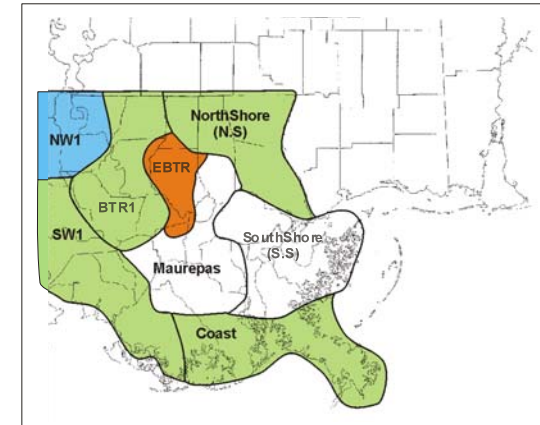 NorthShore
(N.S)
NW1
EBTR
BTR1
SW1
SouthShore
(S.S)
Maurepas
Coast